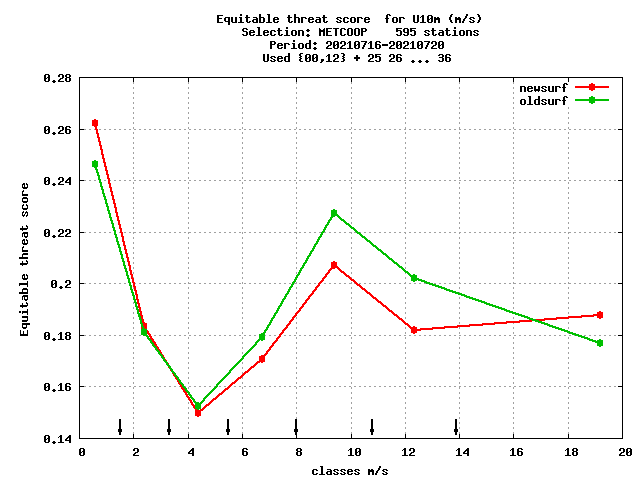 Equitable threat score  for U10m (m/s)
Selection: METCOOP    595 stations
Period: 20210716-20210720
Used {00,12} + 25 26 ... 36
newsurf
oldsurf
Equitable threat score
0.28
0.26
0.24
0.22
0.2
0.18
0.16
0.14
0 2 4 6 8 10 12 14 16 18 20
classes m/s